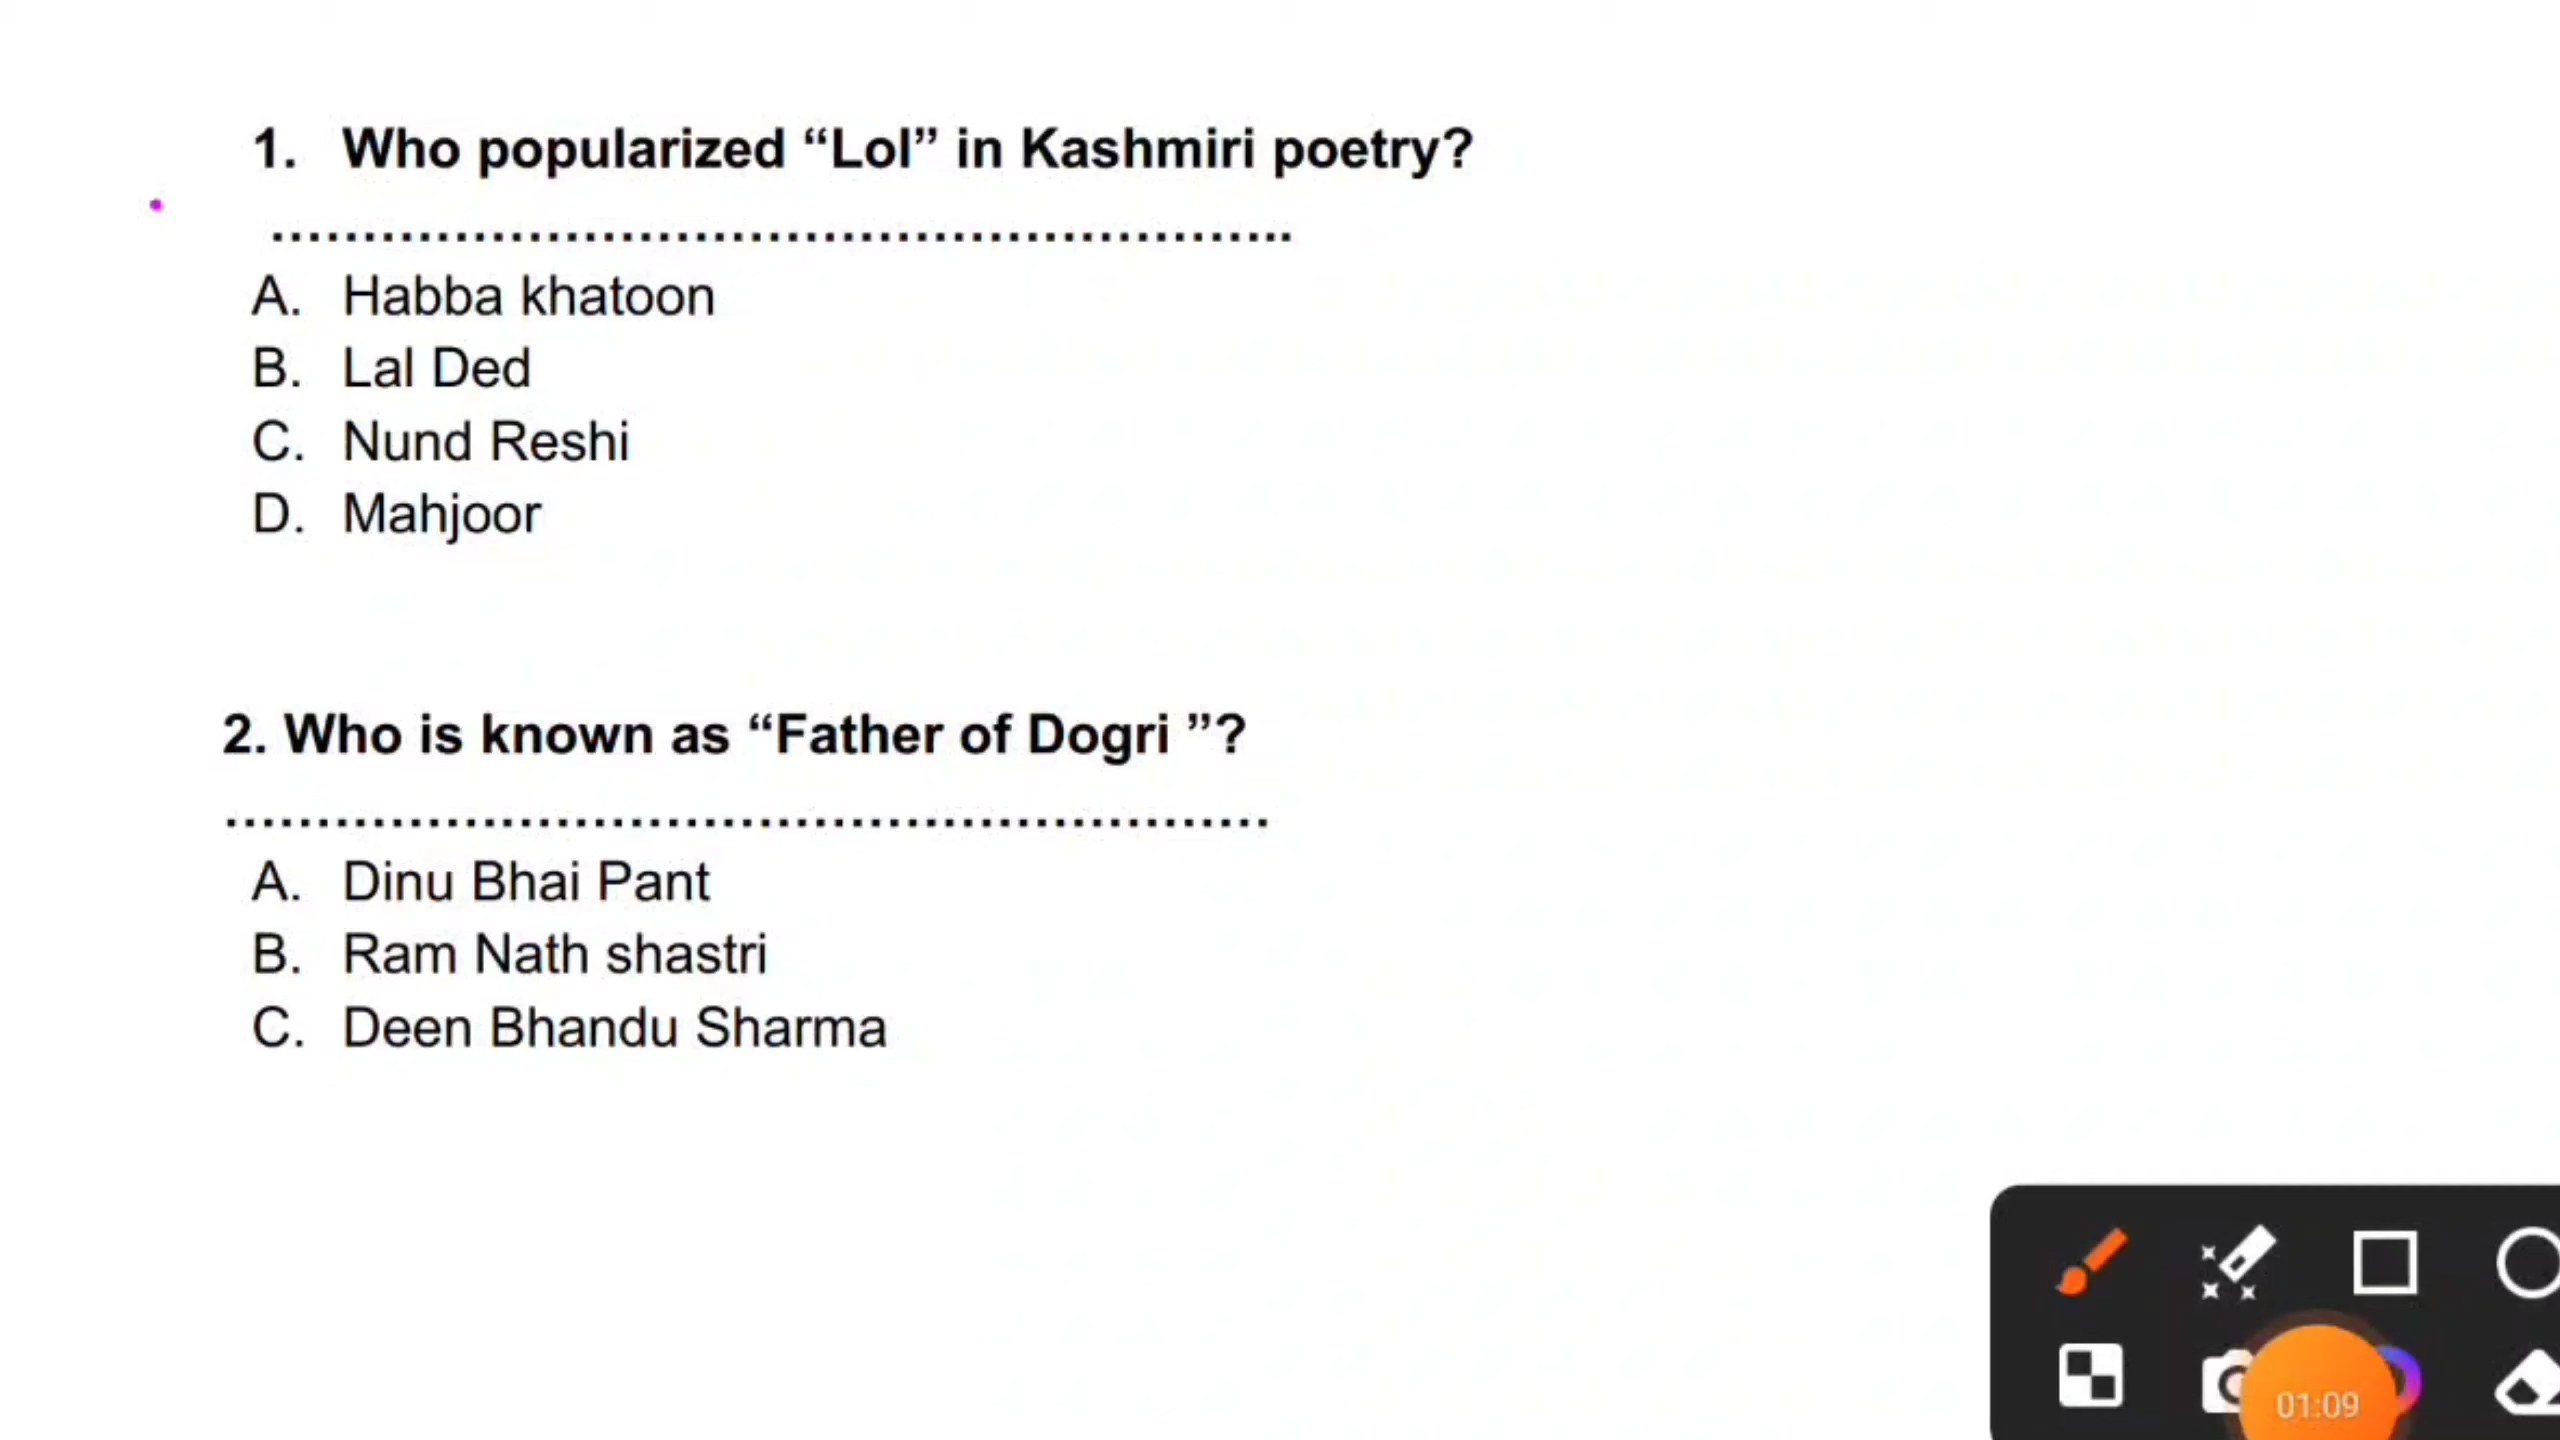 1. Who popularized “Lol” in Kashmiri poetry?
…………………………………………………..
A. Habba khatoon
B. Lal Ded
C. Nund Reshi
D. Mahjoor
2. Who is known as “Father of Dogri ”?
…………………………………………………….
A. Dinu Bhai Pant
B. Ram Nath shastri
C. Deen Bhandu Sharma
01:09